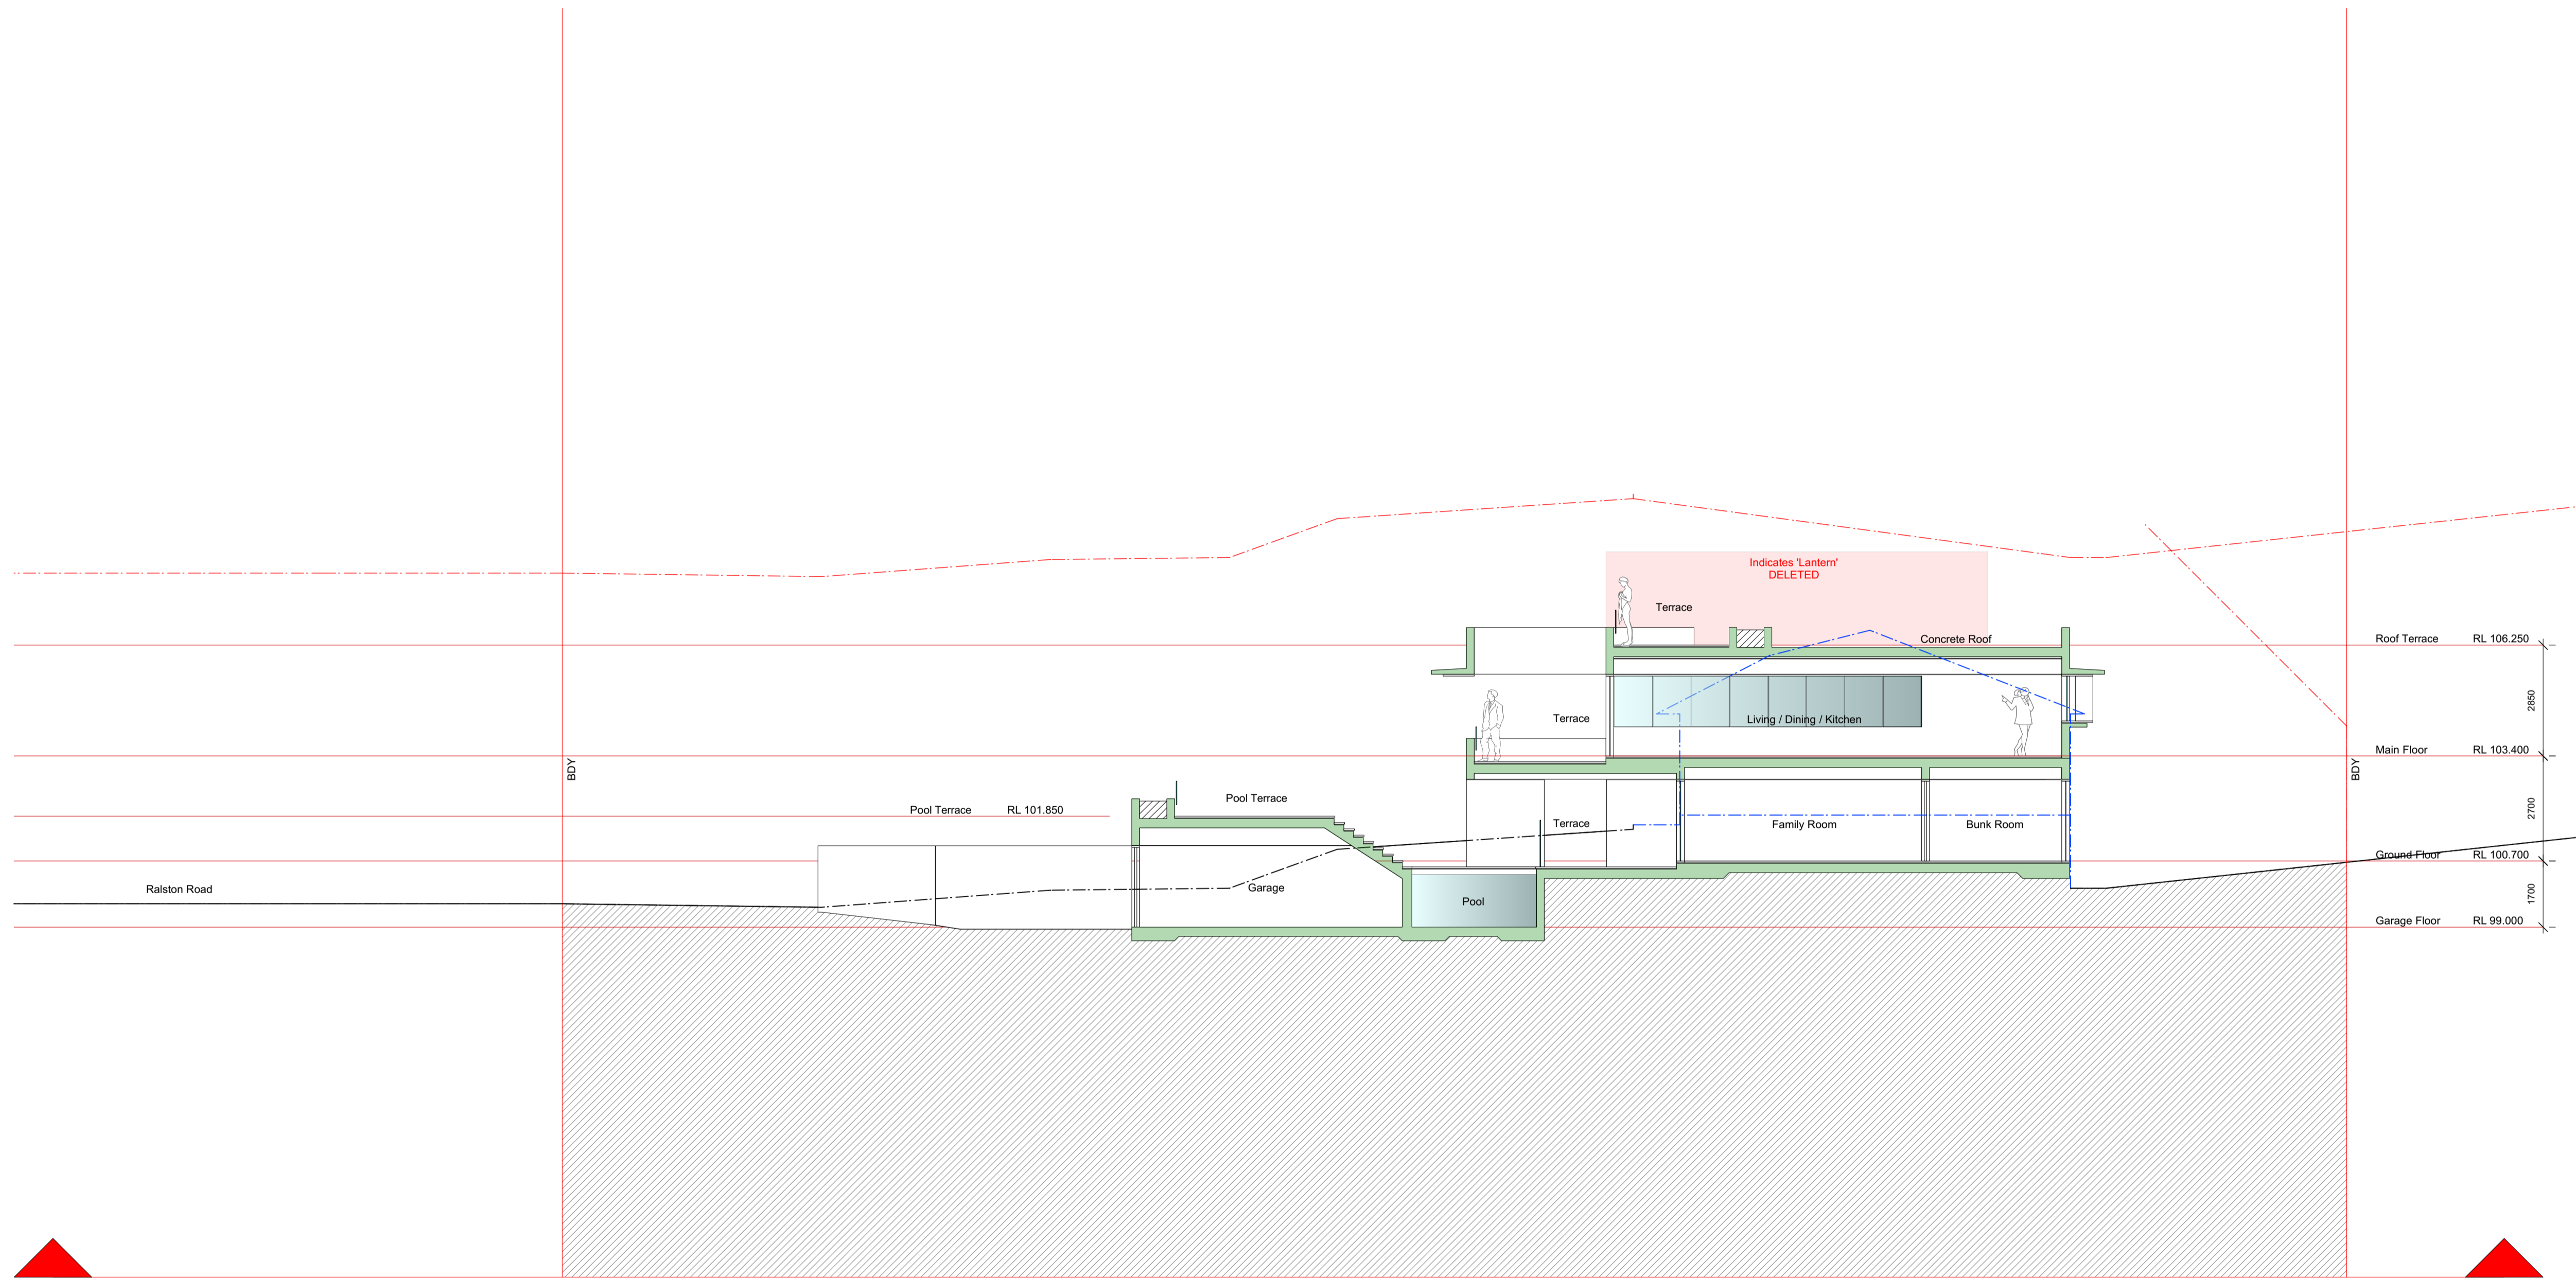 Indicates 'Lantern'
DELETED
Terrace
Concrete Roof
Roof Terrace RL 106.250
2850
Terrace
Living / Dining / Kitchen
Main Floor RL 103.400
BDY
BDY
Pool Terrace
Pool Terrace RL 101.850
2700
Terrace
Family Room
Bunk Room
Ground Floor RL 100.700
Ralston Road
Garage
Pool
1700
Garage Floor RL 99.000